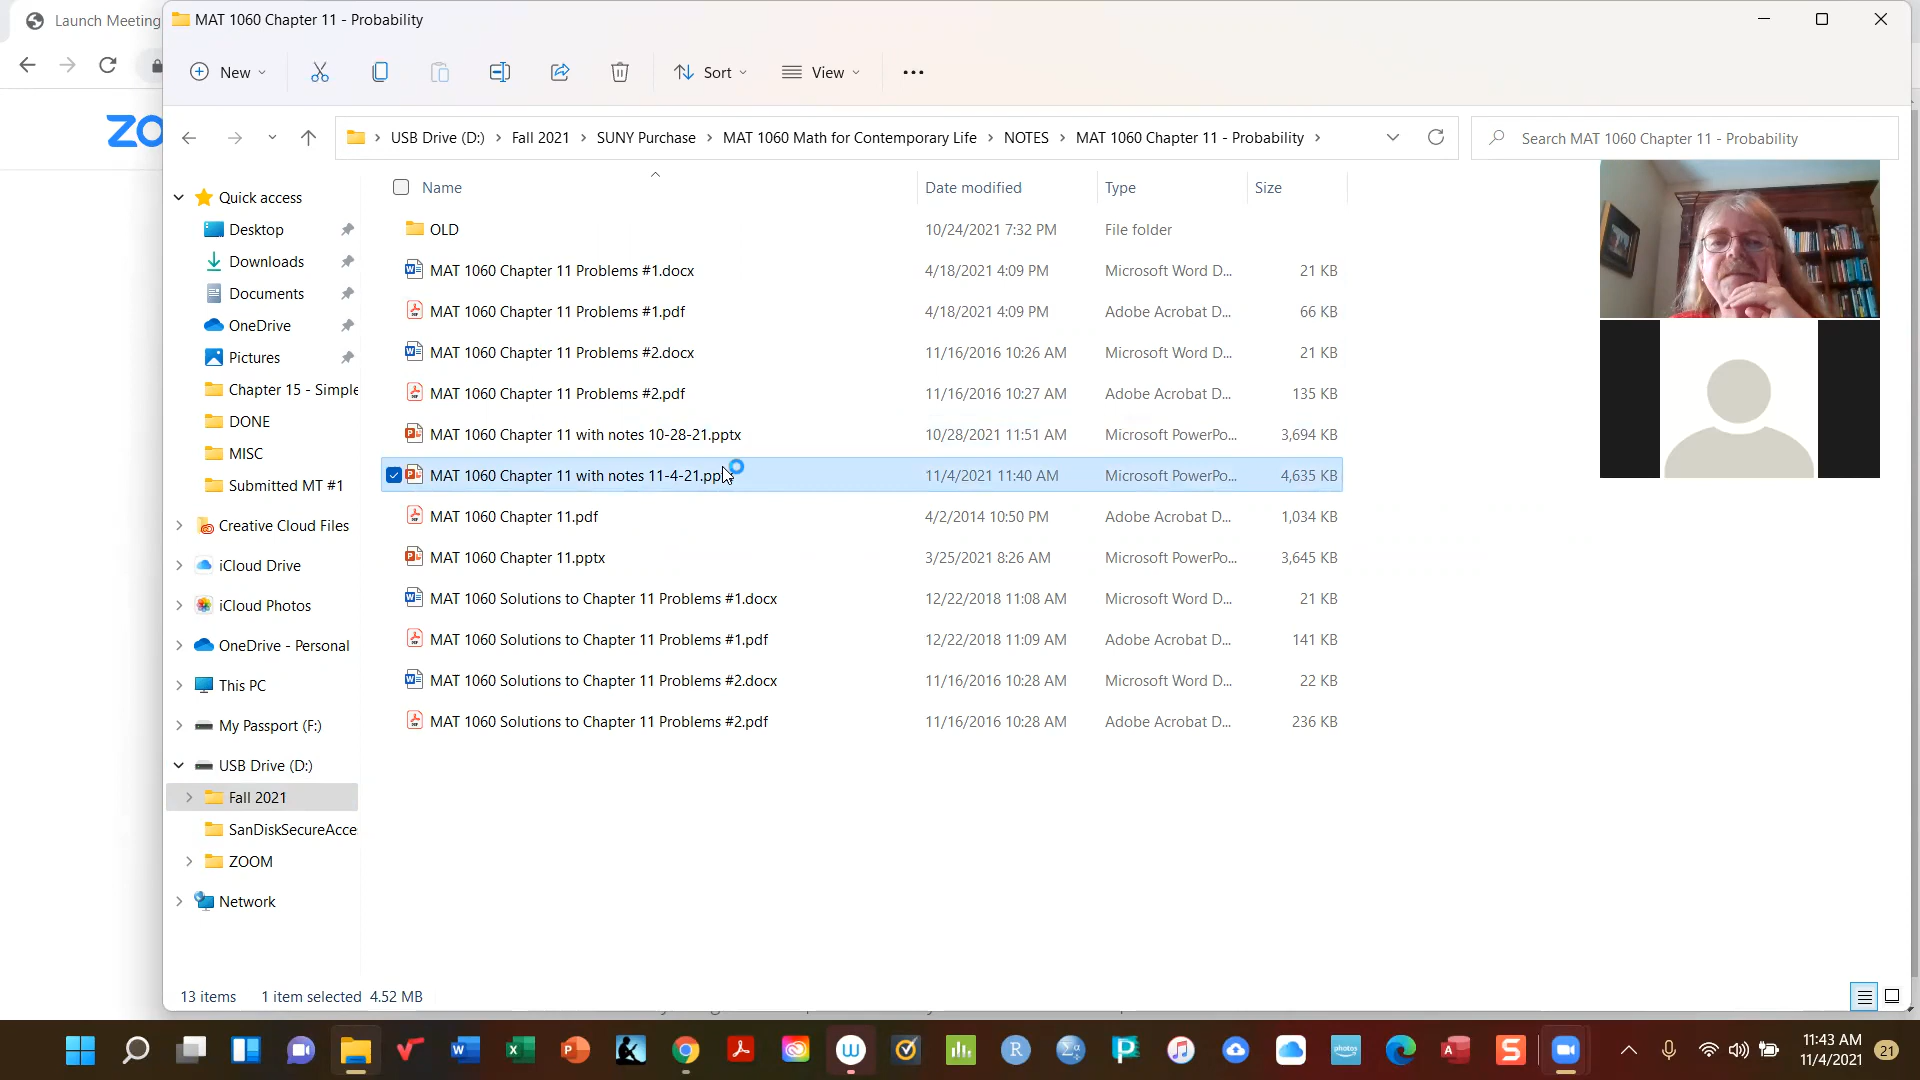 Launch Meeting
MAT 1060 Chapter 11 - Probability
New
Sort
View
USB Drive (D:) > Fall 2021 > SUNY Purchase > MAT 1060 Math for Contemporary Life > NOTES > MAT 1060 Chapter 11 - Probability >
Search MAT 1060 Chapter 11 - Probability
Name Date modified Type Size
OLD 10/24/2021 7:32 PM File folder
MAT 1060 Chapter 11 Problems #1.docx 4/18/2021 4:09 PM Microsoft Word D... 21 KB
MAT 1060 Chapter 11 Problems #1.pdf 4/18/2021 4:09 PM Adobe Acrobat D... 66 KB
MAT 1060 Chapter 11 Problems #2.docx 11/16/2016 10:26 AM Microsoft Word D... 21 KB
MAT 1060 Chapter 11 Problems #2.pdf 11/16/2016 10:27 AM Adobe Acrobat D... 135 KB
MAT 1060 Chapter 11 with notes 10-28-21.pptx 10/28/2021 11:51 AM Microsoft PowerPo... 3,694 KB
MAT 1060 Chapter 11 with notes 11-4-21.pptx 11/4/2021 11:40 AM Microsoft PowerPo... 4,635 KB
MAT 1060 Chapter 11.pdf 4/2/2014 10:50 PM Adobe Acrobat D... 1,034 KB
MAT 1060 Chapter 11.pptx 3/25/2021 8:26 AM Microsoft PowerPo... 3,645 KB
MAT 1060 Solutions to Chapter 11 Problems #1.docx 12/22/2018 11:08 AM Microsoft Word D... 21 KB
MAT 1060 Solutions to Chapter 11 Problems #1.pdf 12/22/2018 11:09 AM Adobe Acrobat D... 141 KB
MAT 1060 Solutions to Chapter 11 Problems #2.docx 11/16/2016 10:28 AM Microsoft Word D... 22 KB
MAT 1060 Solutions to Chapter 11 Problems #2.pdf 11/16/2016 10:28 AM Adobe Acrobat D... 236 KB
Quick access
Desktop
Downloads
Documents
OneDrive
Pictures
Chapter 15 - Simple
DONE
MISC
Submitted MT #1
Creative Cloud Files
iCloud Drive
iCloud Photos
OneDrive - Personal
This PC
My Passport (F:)
USB Drive (D:)
Fall 2021
SanDiskSecureAcce
ZOOM
Network
13 items 1 item selected 4.52 MB
photos
11:43 AM
11/4/2021
21